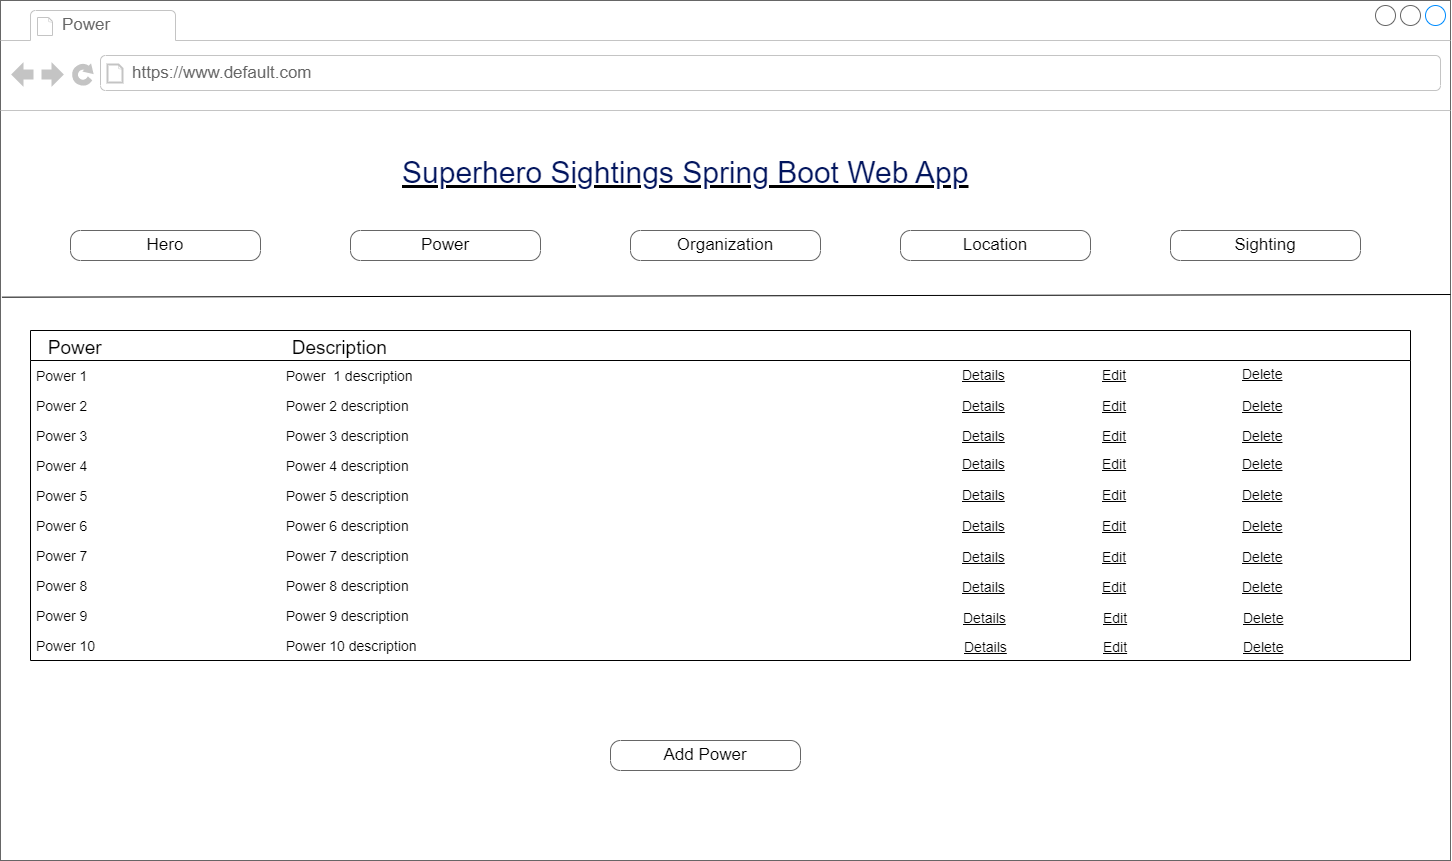 Power
https://www.default.com
Superhero Sightings Spring Boot Web App
Hero Power Organization Location Sighting
Power Description
Power 1 Power  1 description Details Edit Delete
Power 2 Power 2 description Details Edit Delete
Power 3 Power 3 description Details Edit Delete
Power 4 Power 4 description Details Edit Delete
Power 5 Power 5 description Details Edit Delete
Power 6 Power 6 description Details Edit Delete
Power 7 Power 7 description Details Edit Delete
Power 8 Power 8 description Details Edit Delete
Power 9 Power 9 description Details Edit Delete
Power 10 Power 10 description Details Edit Delete
Add Power